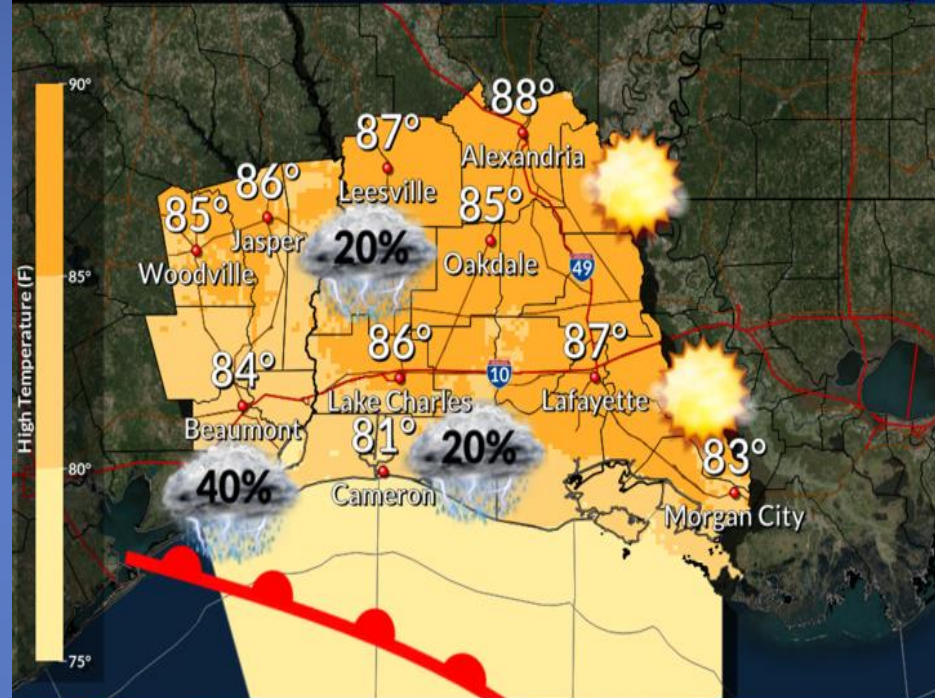 90°
88°
87°
Alexandria
86°
Leesville
85°
85°
Jasper
20%
Oakdale
Woodville
49
85°
High Temperature (F)
86°
87°
84°
10
Lake Charles
Lafayette
Beaumont
81°
20%
83°
80°
40%
Cameron
Morgan City
75°